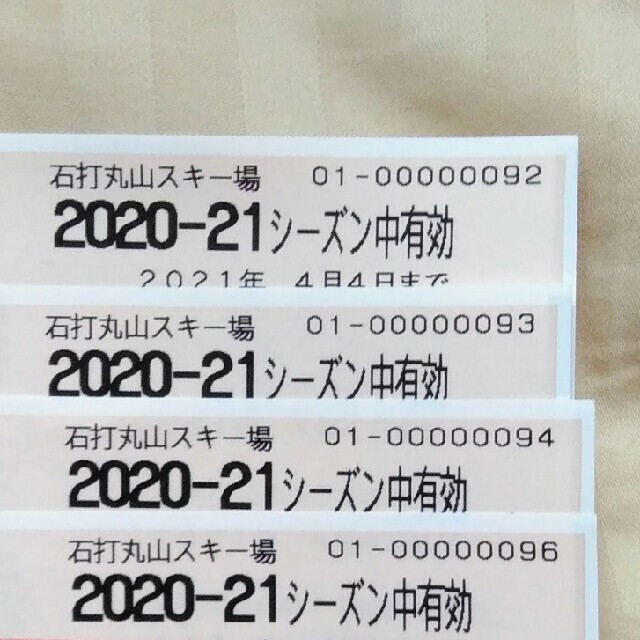 石打丸山スキー場 01-00000092
2020-21シーズン中有効
2021年 4月4日まで
石打丸山スキー場 01-00000093
2020-21シーズン中有効
石打丸山スキー場 01-00000094
2020-21シーズン中有効
石打丸山スキー場 01-00000096
2020-21シーズン中有効